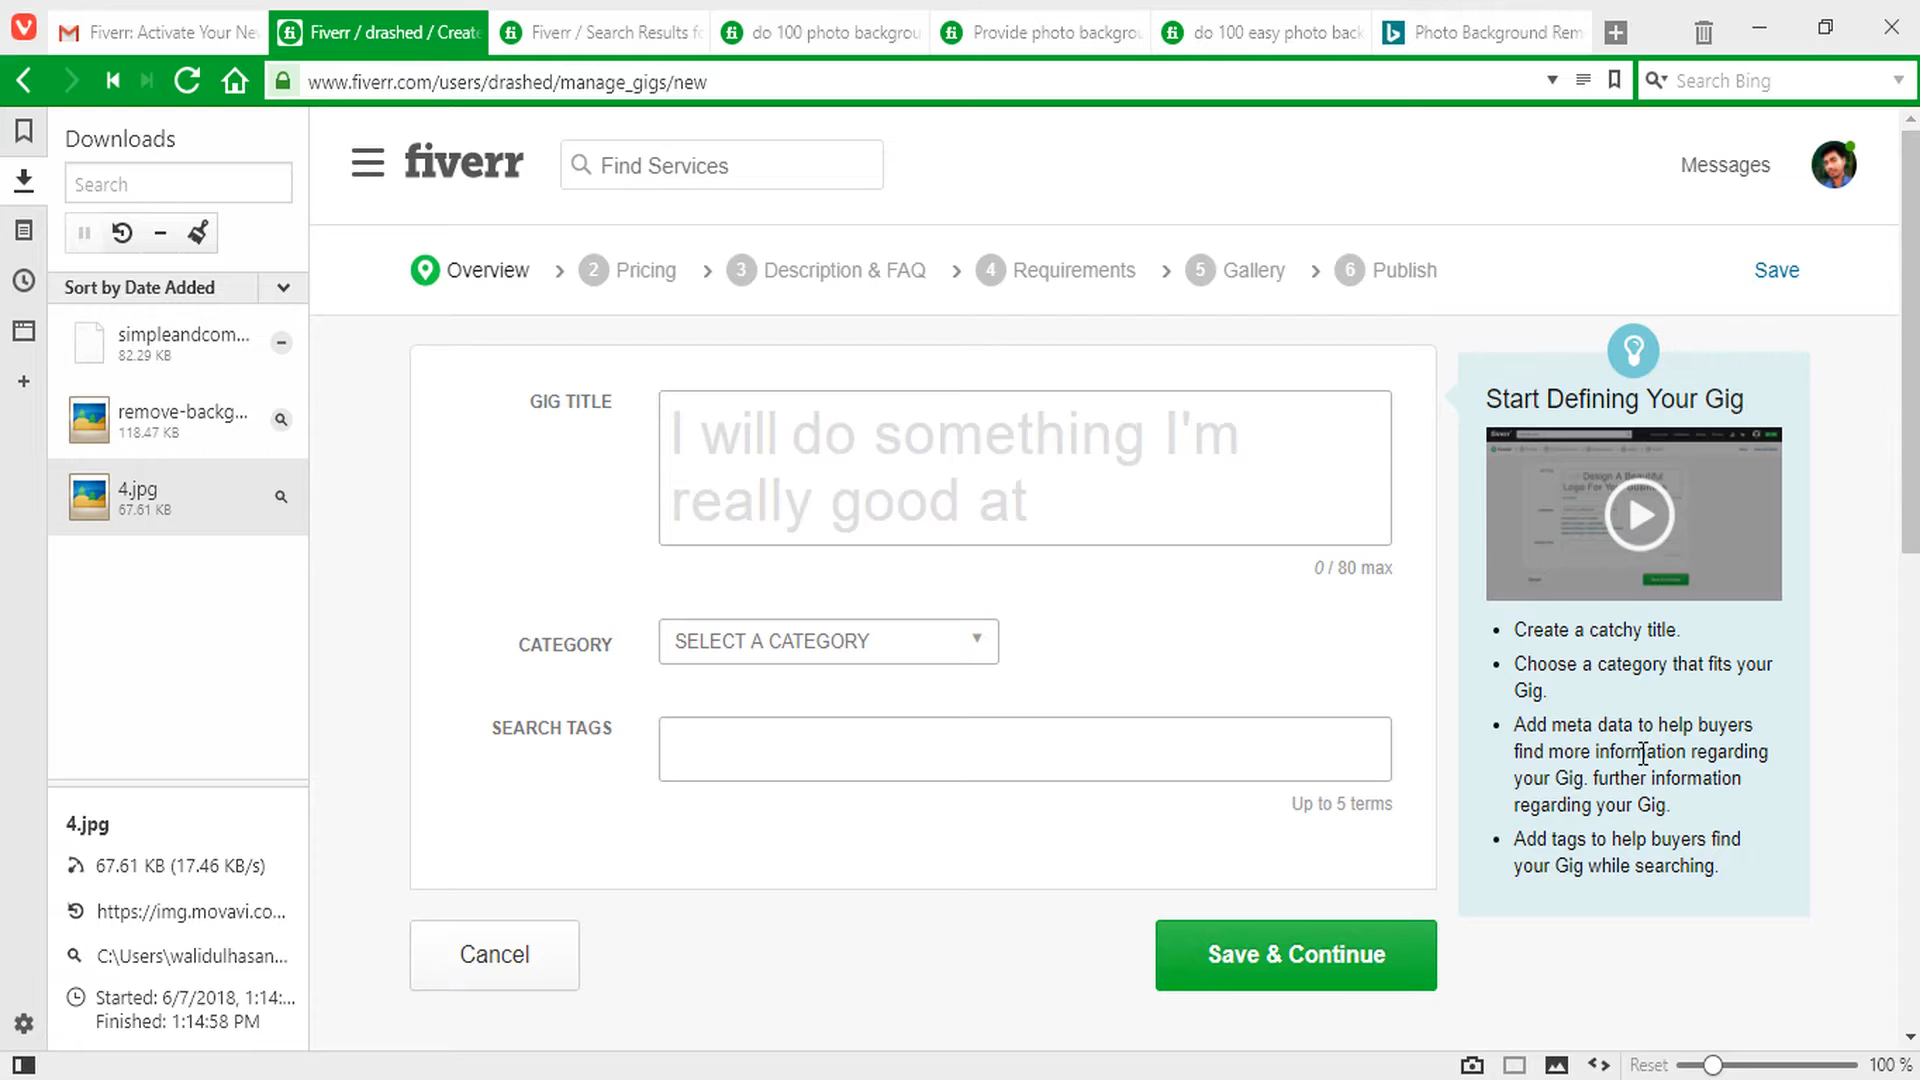 Fiverr: Activate Your Ne
Fiverr / drashed / Create
Fiverr / Search Results fo
do 100 photo backgrou
Provide photo backgrou
do 100 easy photo back
Photo Background Rem
www.fiverr.com/users/drashed/manage_gigs/new
Search Bing
Downloads
Search
Sort by Date Added
simpleandcom...
82.29 KB
remove-backg...
118.47 KB
4.jpg
67.61 KB
4.jpg
67.61 KB (17.46 KB/s)
https://img.movavi.co...
C:\Users\walidulhasan...
Started: 6/7/2018, 1:14:...
Finished: 1:14:58 PM
fiverr
Find Services
Messages
Overview
2 Pricing
3 Description & FAQ
4 Requirements
5 Gallery
6 Publish
Save
GIG TITLE
I will do something I'm
really good at
0 / 80 max
CATEGORY
SELECT A CATEGORY
SEARCH TAGS
Up to 5 terms
Cancel
Save & Continue
Start Defining Your Gig
Design A Beautiful
Logo For Your Business
• Create a catchy title.
• Choose a category that fits your
Gig.
• Add meta data to help buyers
find more information regarding
your Gig. further information
regarding your Gig.
• Add tags to help buyers find
your Gig while searching.
Reset
100 %